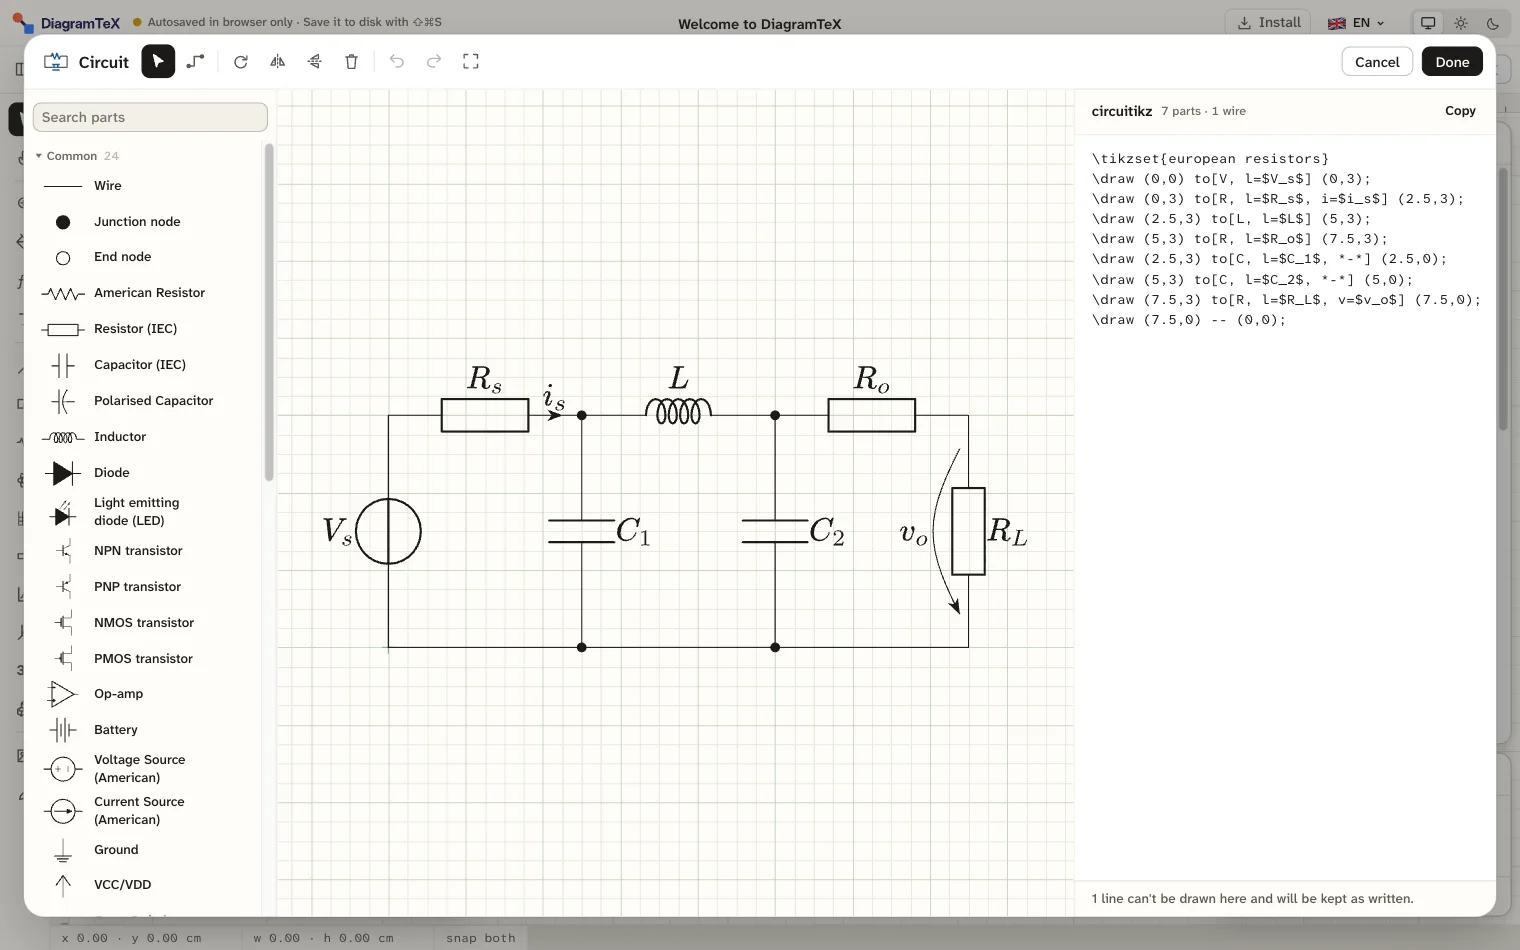 DiagramTeX
Autosaved in browser only · Save it to disk with ⇧⌘S
Welcome to DiagramTeX
Install
EN
Circuit
Cancel
Done
Search parts
Common 24
Wire
Junction node
End node
American Resistor
Resistor (IEC)
Capacitor (IEC)
Polarised Capacitor
Inductor
Diode
Light emitting
diode (LED)
NPN transistor
PNP transistor
NMOS transistor
PMOS transistor
Op-amp
Battery
Voltage Source
(American)
Current Source
(American)
Ground
VCC/VDD
R_s
i_s
L
R_o
V_s
C_1
C_2
v_o
R_L
circuitikz 7 parts · 1 wire
Copy
\tikzset{european resistors}
\draw (0,0) to[V, l=$V_s$] (0,3);
\draw (0,3) to[R, l=$R_s$, i=$i_s$] (2.5,3);
\draw (2.5,3) to[L, l=$L$] (5,3);
\draw (5,3) to[R, l=$R_o$] (7.5,3);
\draw (2.5,3) to[C, l=$C_1$, *-*] (2.5,0);
\draw (5,3) to[C, l=$C_2$, *-*] (5,0);
\draw (7.5,3) to[R, l=$R_L$, v=$v_o$] (7.5,0);
\draw (7.5,0) -- (0,0);
1 line can't be drawn here and will be kept as written.
x 0.00 · y 0.00 cm
w 0.00 · h 0.00 cm
snap both